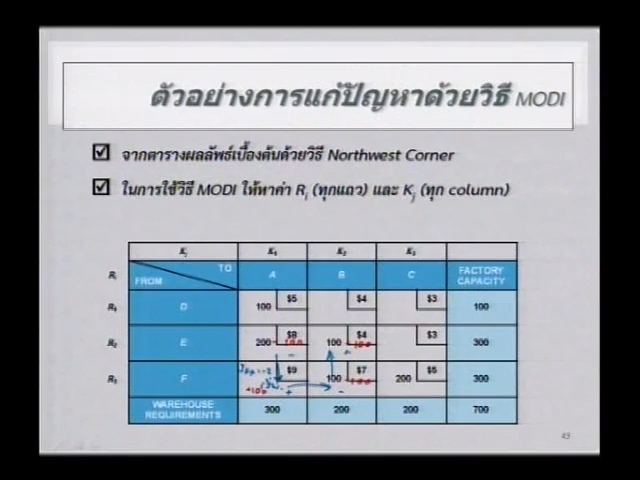 ตัวอย่างการแก้ปัญหาด้วยวิธี MODI
จากตารางผลลัพธ์เบื้องต้นด้วยวิธี Northwest Corner
ในการใช้วิธี MODI ให้หาค่า Ri (ทุกแถว) และ Kj (ทุก column)
Kj K1 K2 K3
Ri FROM TO A B C FACTORY CAPACITY
R1 D 100 $5 $4 $3 100
R2 E 200 $8 100 $4 $3 300
-100 +100
R3 F $9 100 $7 200 $5 300
+100 -100
WAREHOUSE REQUIREMENTS 300 200 200 700
43